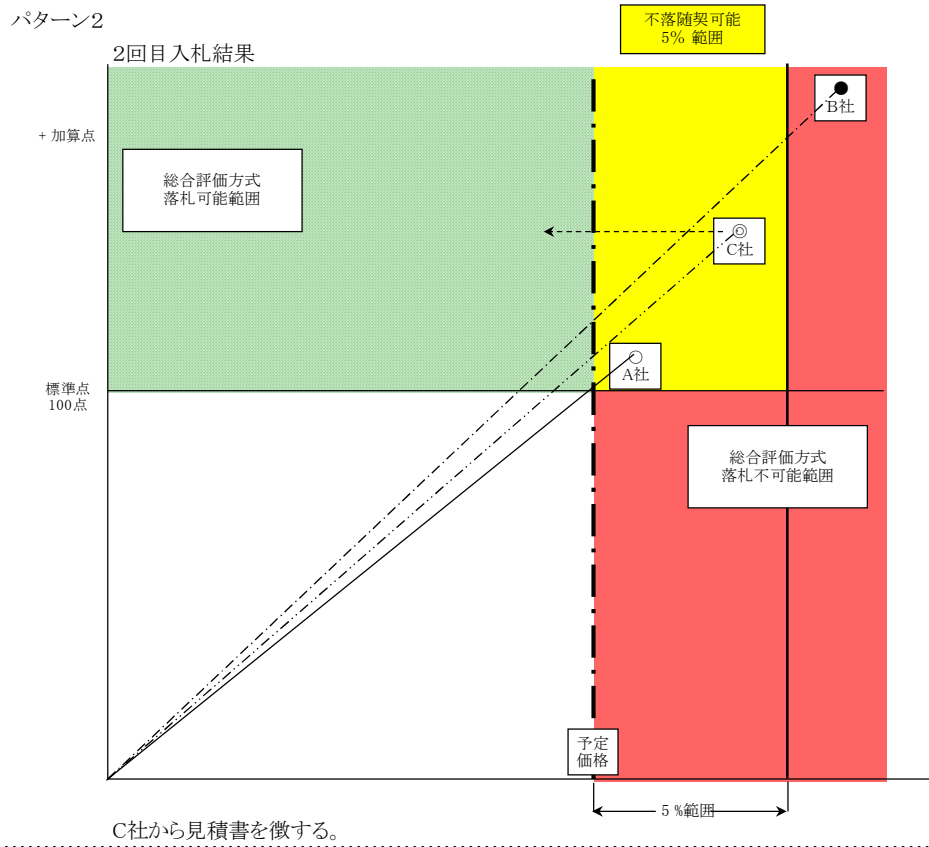 パターン2
不落随契可能
5% 範囲
2回目入札結果
B社
+ 加算点
総合評価方式
落札可能範囲
C社
A社
標準点
100点
総合評価方式
落札不可能範囲
予定
価格
5 %範囲
C社から見積書を徴する。